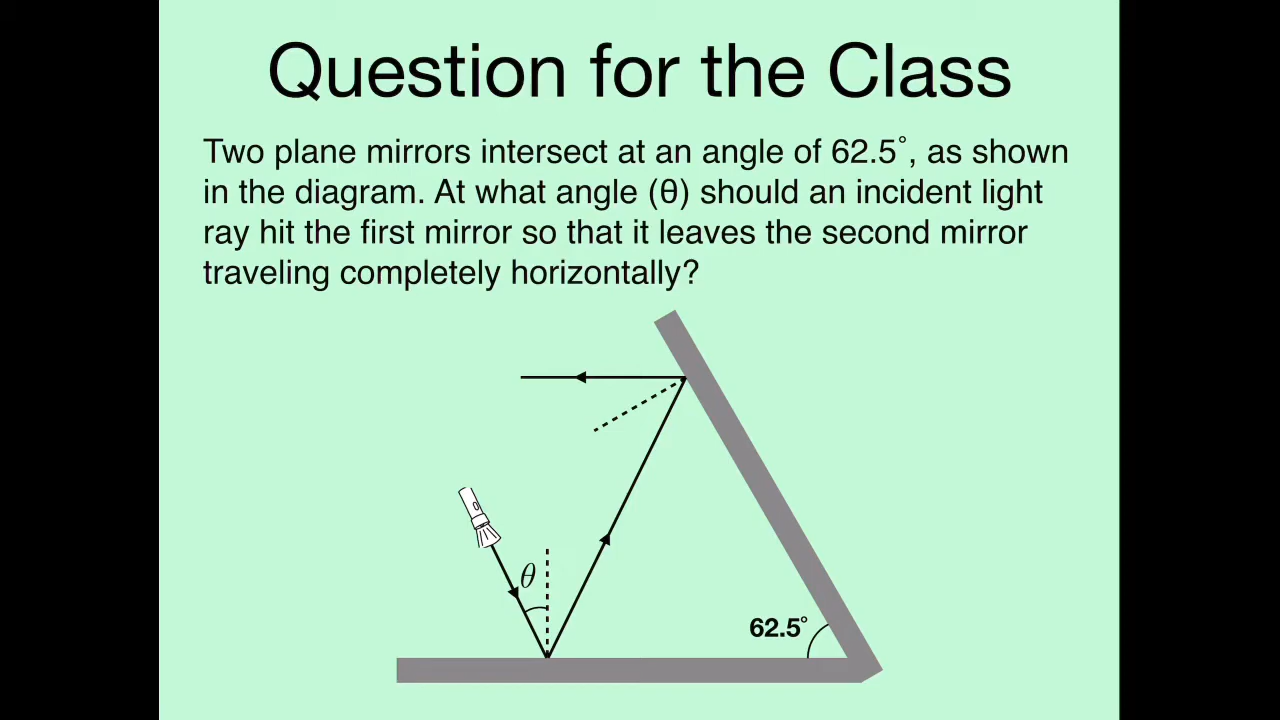 Question for the Class
Two plane mirrors intersect at an angle of 62.5°, as shown
in the diagram. At what angle (θ) should an incident light
ray hit the first mirror so that it leaves the second mirror
traveling completely horizontally?
θ
62.5°